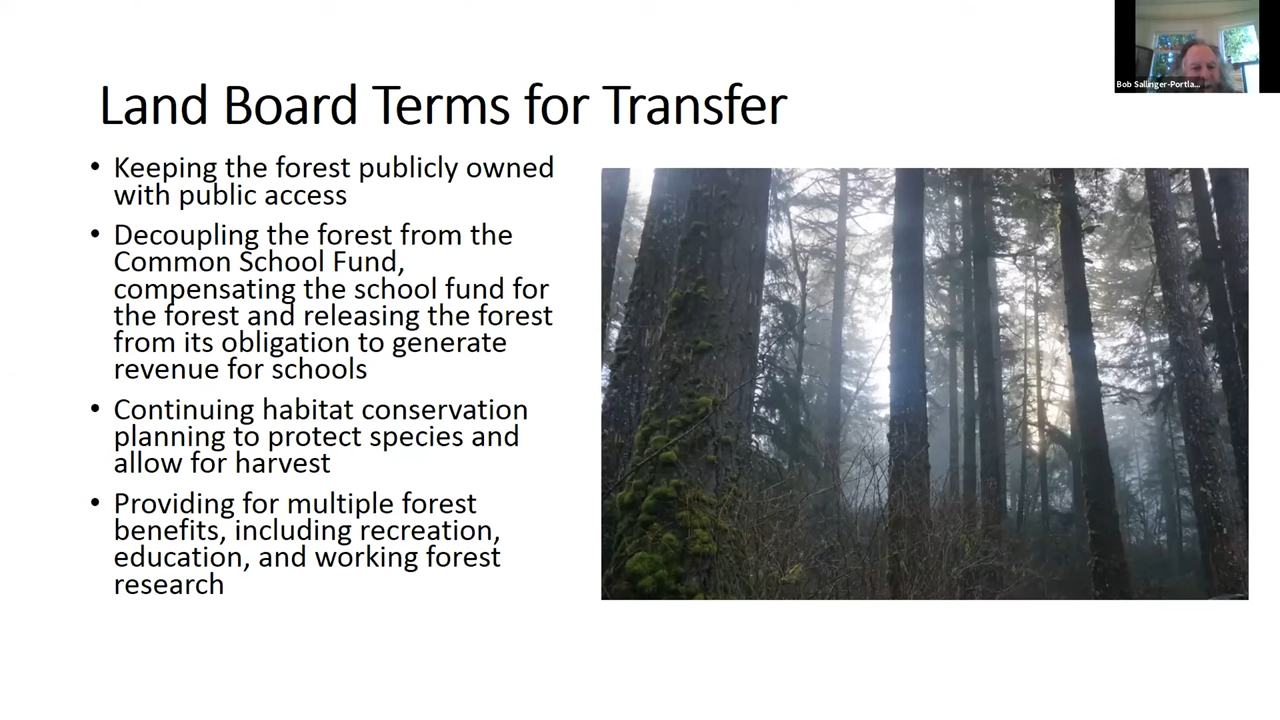 Bob Sallinger-Portla...
Land Board Terms for Transfer
• Keeping the forest publicly owned
with public access
• Decoupling the forest from the
Common School Fund,
compensating the school fund for
the forest and releasing the forest
from its obligation to generate
revenue for schools
• Continuing habitat conservation
planning to protect species and
allow for harvest
• Providing for multiple forest
benefits, including recreation,
education, and working forest
research